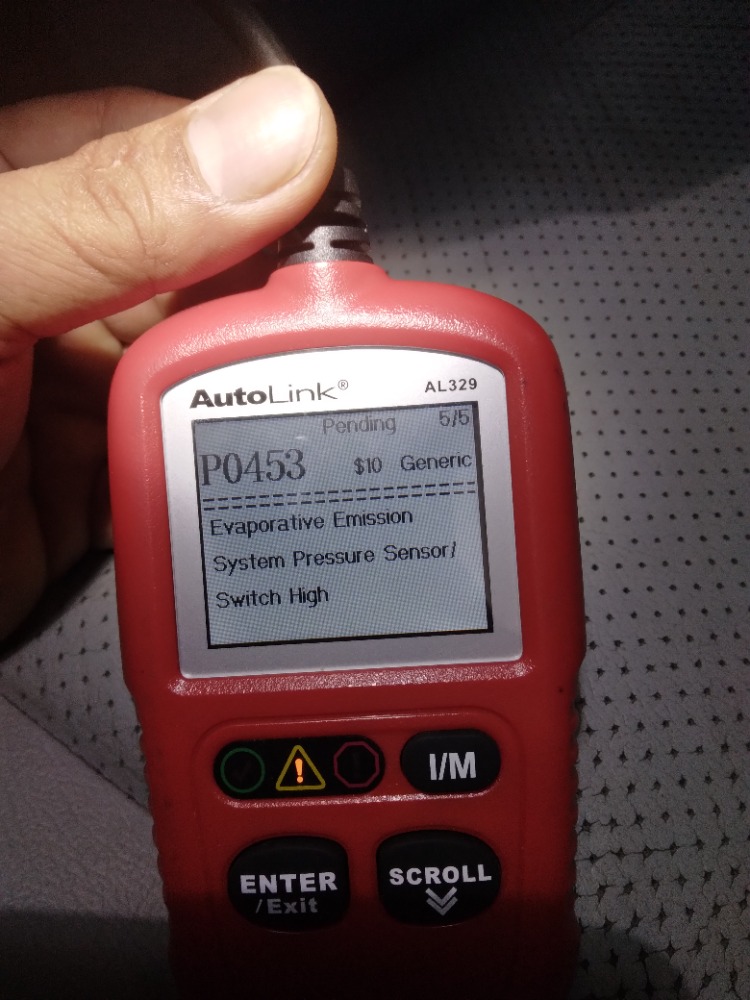 AutoLink® AL329
Pending 5/5
P0453 $10 Generic
Evaporative Emission
System Pressure Sensor/
Switch High
!
I/M
ENTER
/Exit
SCROLL